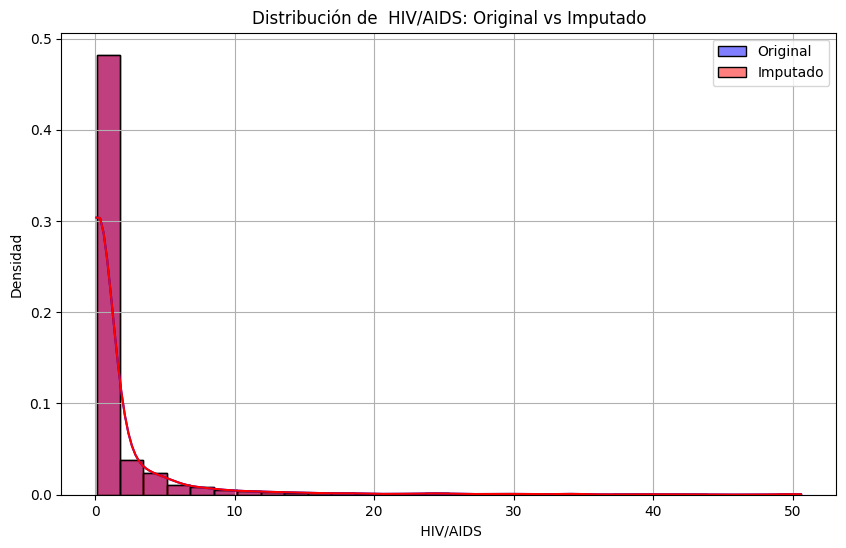 Distribución de  HIV/AIDS: Original vs Imputado
Original
Imputado
Densidad
0.5
0.4
0.3
0.2
0.1
0.0
0 10 20 30 40 50
HIV/AIDS